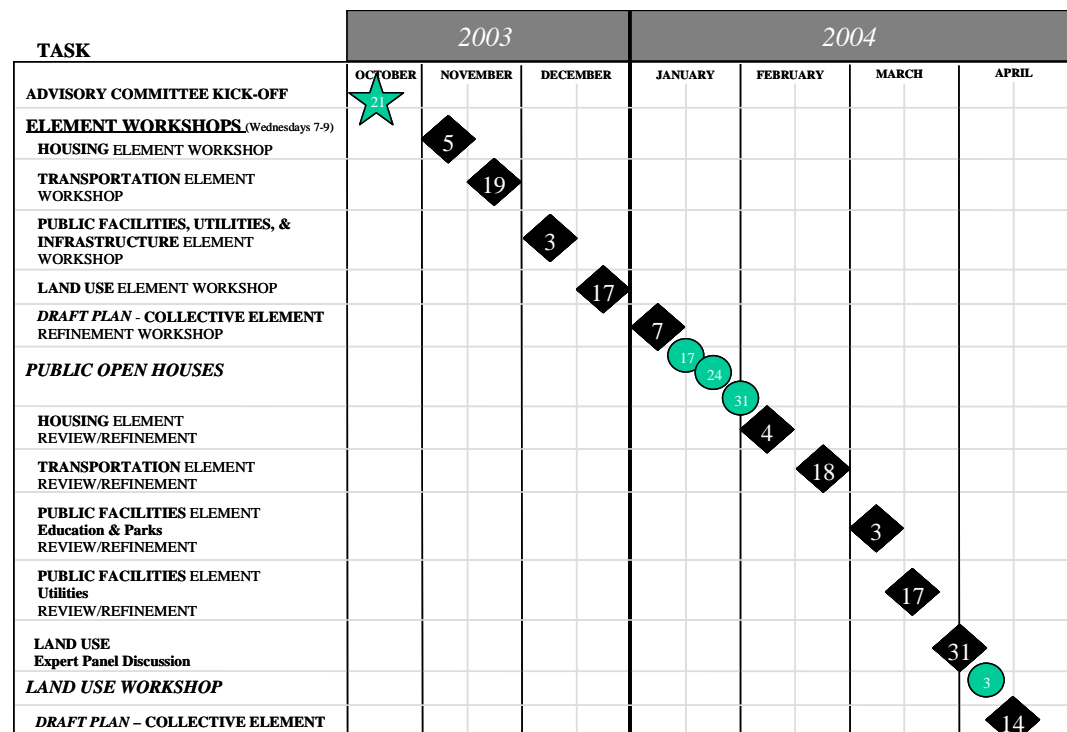 2003 2004
TASK
OCTOBER NOVEMBER DECEMBER JANUARY FEBRUARY MARCH APRIL
ADVISORY COMMITTEE KICK-OFF
21
ELEMENT WORKSHOPS (Wednesdays 7-9)
HOUSING ELEMENT WORKSHOP
5
TRANSPORTATION ELEMENT
WORKSHOP
19
PUBLIC FACILITIES, UTILITIES, &
INFRASTRUCTURE ELEMENT
WORKSHOP
3
LAND USE ELEMENT WORKSHOP
17
DRAFT PLAN - COLLECTIVE ELEMENT
REFINEMENT WORKSHOP
7
PUBLIC OPEN HOUSES
17
24
31
HOUSING ELEMENT
REVIEW/REFINEMENT
4
TRANSPORTATION ELEMENT
REVIEW/REFINEMENT
18
PUBLIC FACILITIES ELEMENT
Education & Parks
REVIEW/REFINEMENT
3
PUBLIC FACILITIES ELEMENT
Utilities
REVIEW/REFINEMENT
17
LAND USE
Expert Panel Discussion
31
LAND USE WORKSHOP
3
DRAFT PLAN – COLLECTIVE ELEMENT
14